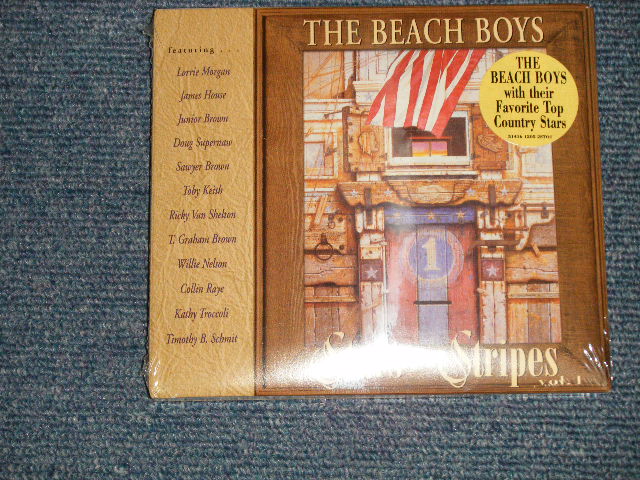 featuring . . .
Lorrie Morgan
James House
Junior Brown
Doug Supernaw
Sawyer Brown
Toby Keith
Ricky Van Shelton
T. Graham Brown
Willie Nelson
Collin Raye
Kathy Troccoli
Timothy B. Schmit
THE BEACH BOYS
THE
BEACH BOYS
with their
Favorite Top
Country Stars
1
Stripes